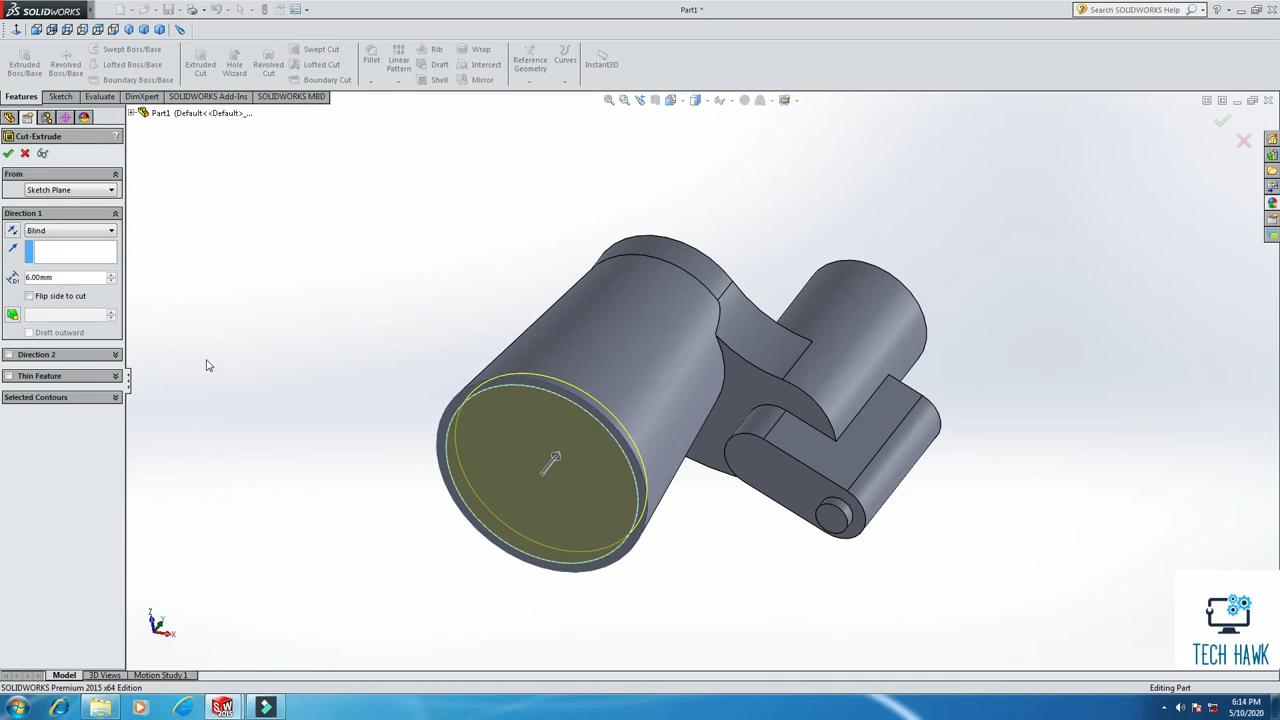 SOLIDWORKS
Part1 *
Search SOLIDWORKS Help
Extruded Boss/Base
Revolved Boss/Base
Swept Boss/Base
Lofted Boss/Base
Boundary Boss/Base
Extruded Cut
Hole Wizard
Revolved Cut
Swept Cut
Lofted Cut
Boundary Cut
Fillet
Linear Pattern
Rib
Draft
Shell
Wrap
Intersect
Mirror
Reference Geometry
Curves
Instant3D
Features
Sketch
Evaluate
DimXpert
SOLIDWORKS Add-Ins
SOLIDWORKS MBD
Part1 (Default<<Default>_...
Cut-Extrude
?
From
Sketch Plane
Direction 1
Blind
6.00mm
Flip side to cut
Draft outward
Direction 2
Thin Feature
Selected Contours
Z
Y
X
TECH HAWK
Model
3D Views
Motion Study 1
SOLIDWORKS Premium 2015 x64 Edition
Editing Part
6:14 PM
5/10/2020